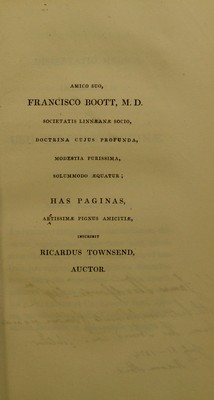 AMICO SUO,
FRANCISCO BOOTT, M. D.
SOCIETATIS LINNÆANÆ SOCIO,
DOCTRINA CUJUS PROFUNDA,
MODESTIA PURISSIMA,
SOLUMMODO ÆQUATUR;
HAS PAGINAS,
ARTISSIMÆ PIGNUS AMICITIÆ,
INSCRIBIT
RICARDUS TOWNSEND,
AUCTOR.